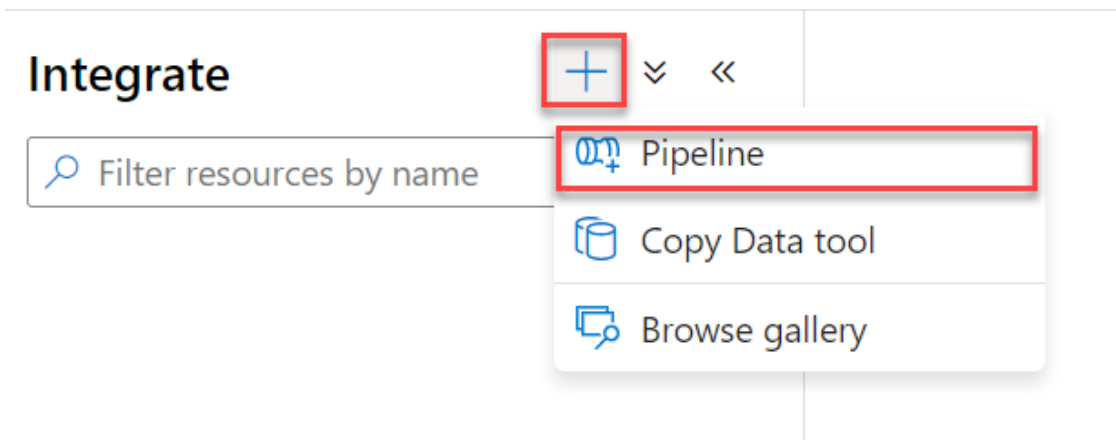 Integrate
Filter resources by name
Pipeline
Copy Data tool
Browse gallery